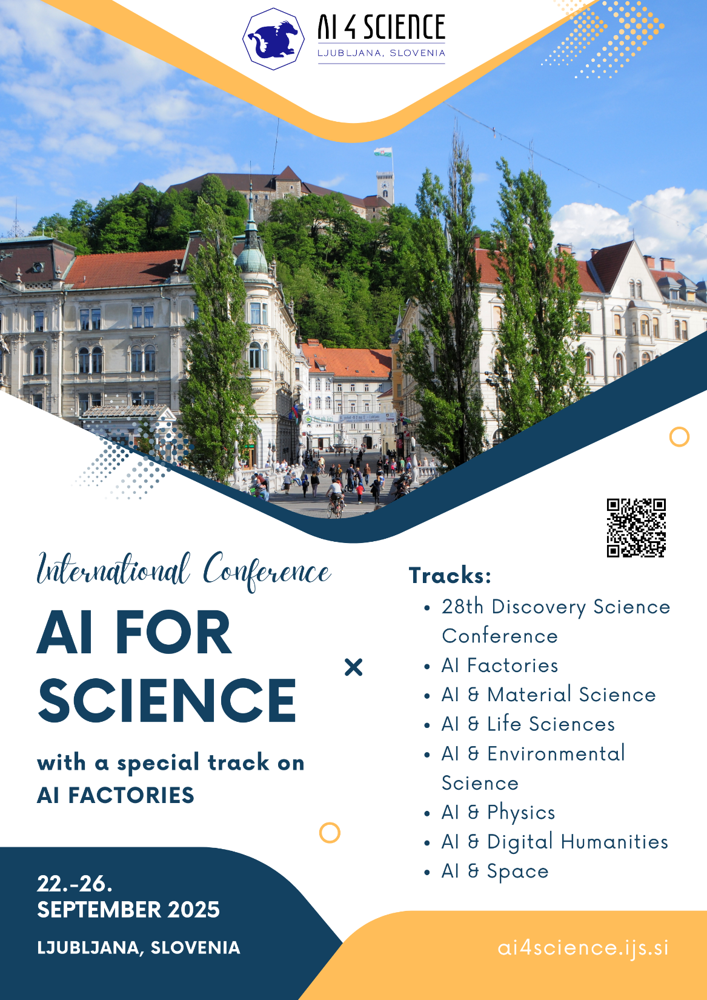 AI 4 SCIENCE
LJUBLJANA, SLOVENIA
International Conference
AI FOR
SCIENCE
with a special track on
AI FACTORIES
22.-26.
SEPTEMBER 2025
LJUBLJANA, SLOVENIA
Tracks:
• 28th Discovery Science
Conference
• AI Factories
• AI & Material Science
• AI & Life Sciences
• AI & Environmental
Science
• AI & Physics
• AI & Digital Humanities
• AI & Space
ai4science.ijs.si